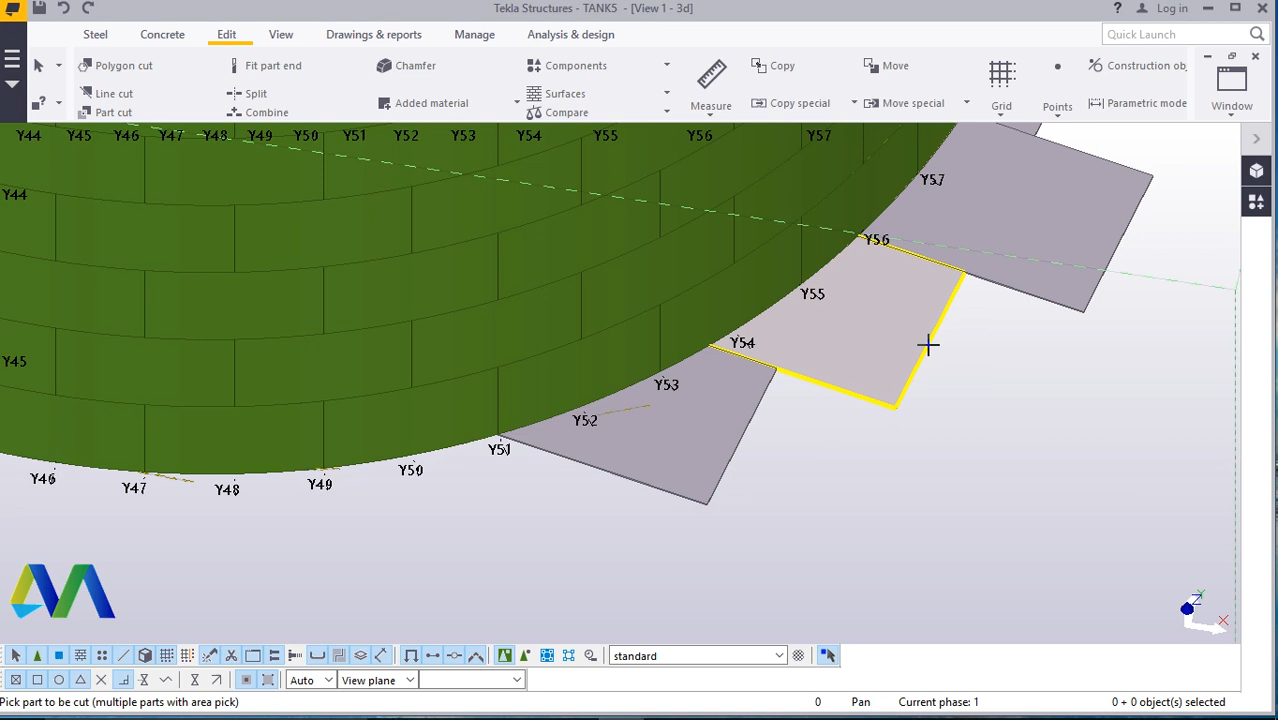 Tekla Structures - TANK5 - [View 1 - 3d]
? Log in
Steel Concrete Edit View Drawings & reports Manage Analysis & design Quick Launch
Polygon cut Fit part end Chamfer Components Copy Move Construction obj
Line cut Split Added material Surfaces Measure Copy special Move special Grid Points Parametric mode Window
Part cut Combine Compare
Y44 Y45 Y46 Y47 Y48 Y49 Y50 Y51 Y52 Y53 Y54 Y55 Y56 Y57
Y57
Y44
Y56
Y55
Y54
Y45
Y53
Y52
Y51
Y50
Y46
Y49
Y47
Y48
Z Y X
standard
Auto View plane
Pick part to be cut (multiple parts with area pick) 0 Pan Current phase: 1 0 + 0 object(s) selected